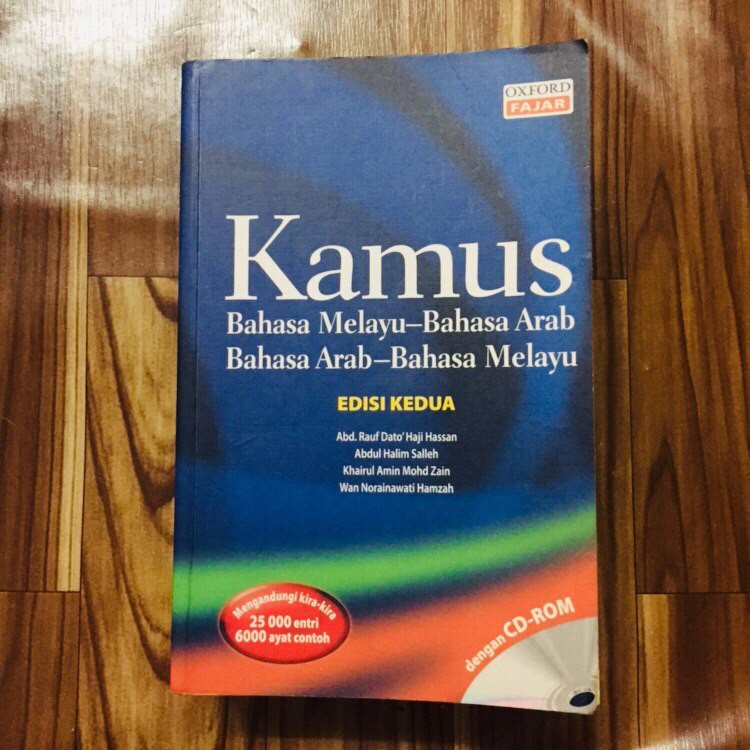 OXFORD
FAJAR
Kamus
Bahasa Melayu–Bahasa Arab
Bahasa Arab–Bahasa Melayu
EDISI KEDUA
Abd. Rauf Dato' Haji Hassan
Abdul Halim Salleh
Khairul Amin Mohd Zain
Wan Norainawati Hamzah
Mengandungi kira-kira
25 000 entri
6000 ayat contoh
dengan CD-ROM